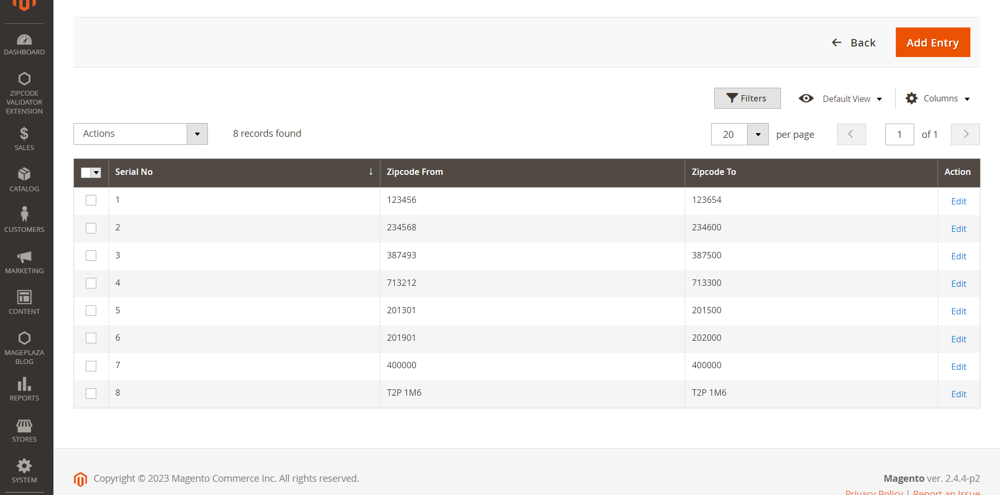 ← Back
Add Entry
Filters
Default View
Columns
Actions
8 records found
20
per page
1
of 1
Serial No ↓
Zipcode From
Zipcode To
Action
1 123456 123654 Edit
2 234568 234600 Edit
3 387493 387500 Edit
4 713212 713300 Edit
5 201301 201500 Edit
6 201901 202000 Edit
7 400000 400000 Edit
8 T2P 1M6 T2P 1M6 Edit
DASHBOARD
ZIPCODE
VALIDATOR
EXTENSION
SALES
CATALOG
CUSTOMERS
MARKETING
CONTENT
MAGEPLAZA
BLOG
REPORTS
STORES
SYSTEM
Copyright © 2023 Magento Commerce Inc. All rights reserved.
Magento ver. 2.4.4-p2
Privacy Policy | Report an Issue